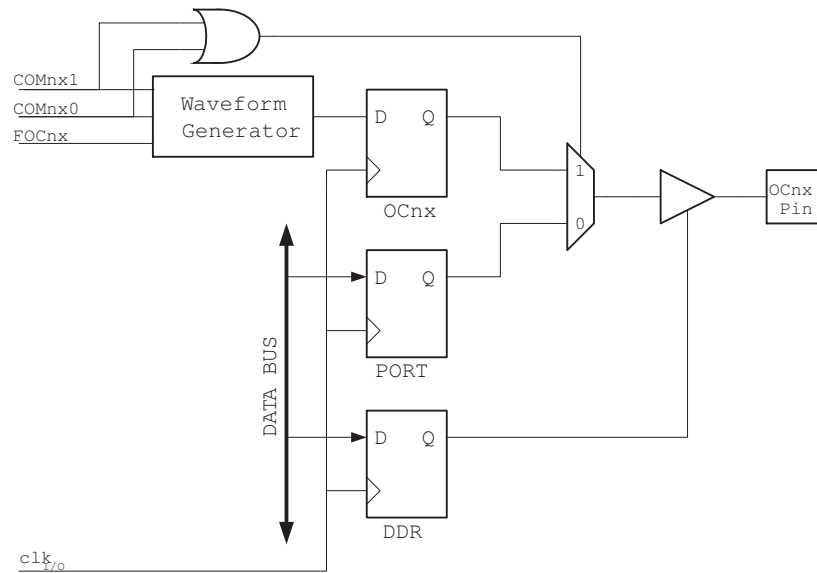 COMnx1
COMnx0
FOCnx
Waveform
Generator
D Q
OCnx
1
0
OCnx
Pin
D Q
PORT
DATA BUS
D Q
DDR
clkI/O